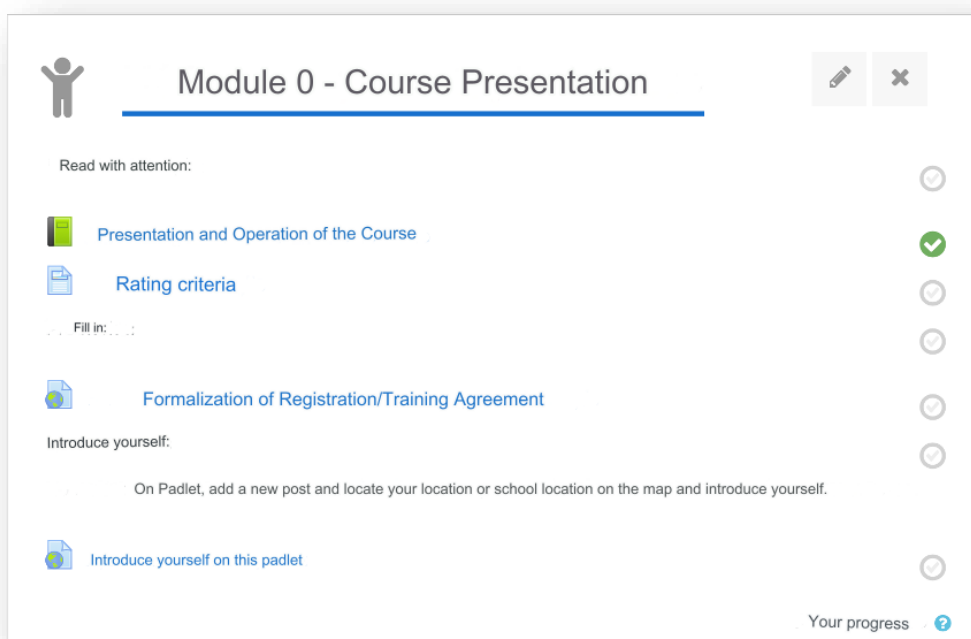 Module 0 - Course Presentation
Read with attention:
Presentation and Operation of the Course
Rating criteria
Fill in:
Formalization of Registration/Training Agreement
Introduce yourself:
On Padlet, add a new post and locate your location or school location on the map and introduce yourself.
Introduce yourself on this padlet
Your progress